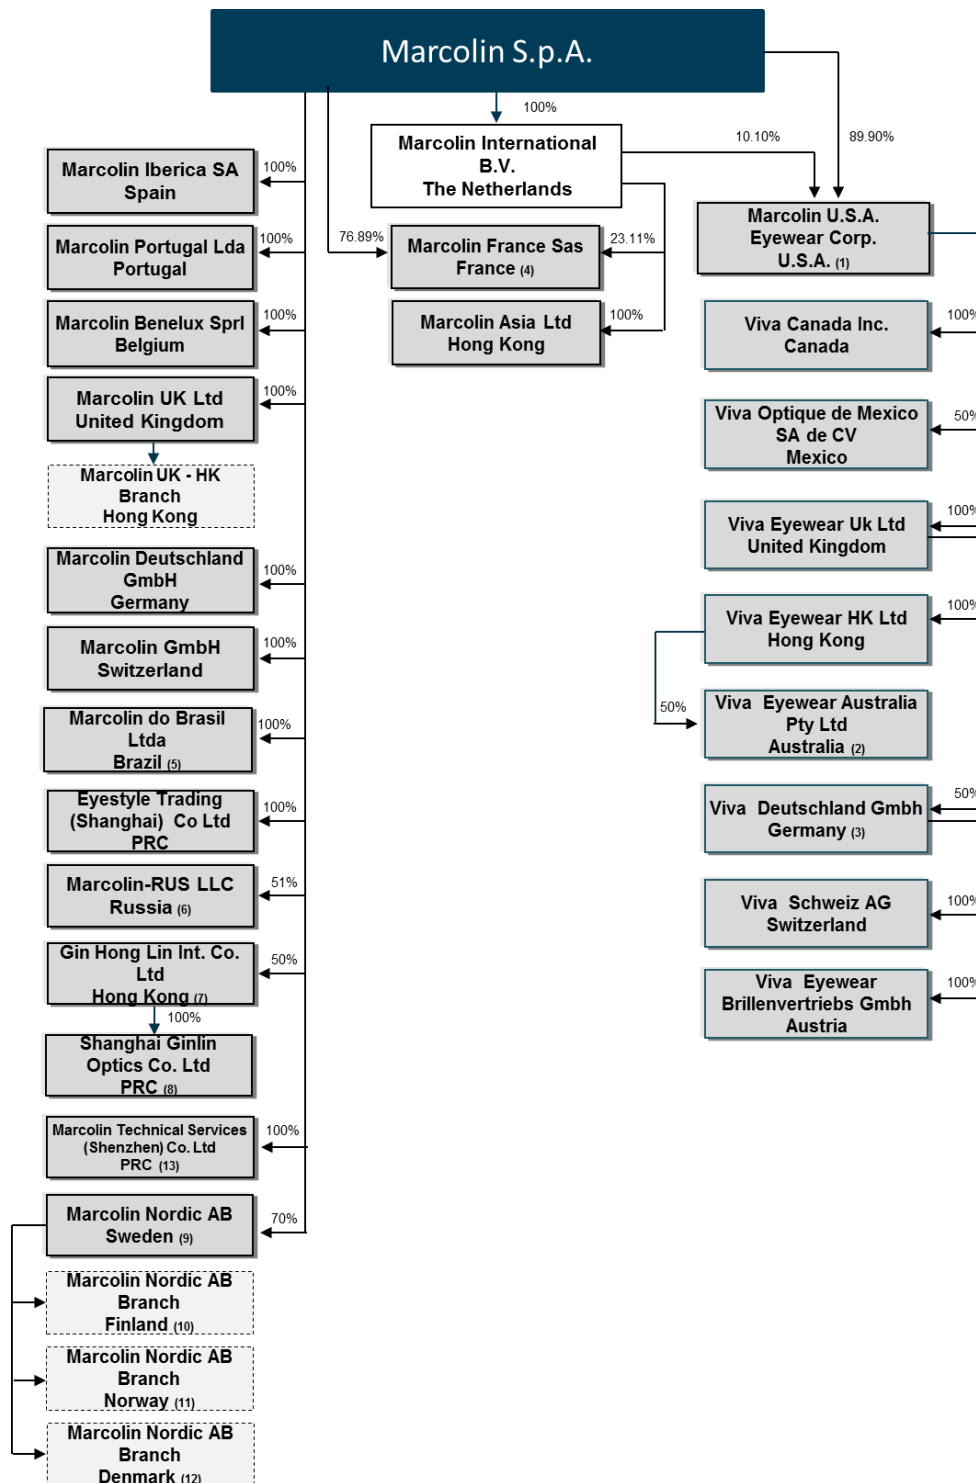 Marcolin S.p.A.
100%
Marcolin International
B.V.
The Netherlands
10.10%
89.90%
Marcolin Iberica SA
Spain
100%
Marcolin Portugal Lda
Portugal
100%
76.89%
Marcolin France Sas
France (4)
23.11%
Marcolin U.S.A.
Eyewear Corp.
U.S.A. (1)
Marcolin Benelux Sprl
Belgium
100%
Marcolin Asia Ltd
Hong Kong
100%
Viva Canada Inc.
Canada
100%
Marcolin UK Ltd
United Kingdom
100%
Viva Optique de Mexico
SA de CV
Mexico
50%
Marcolin UK - HK
Branch
Hong Kong
Viva Eyewear Uk Ltd
United Kingdom
100%
Marcolin Deutschland
GmbH
Germany
100%
Viva Eyewear HK Ltd
Hong Kong
100%
Marcolin GmbH
Switzerland
100%
50%
Viva Eyewear Australia
Pty Ltd
Australia (2)
Marcolin do Brasil
Ltda
Brazil (5)
100%
Eyestyle Trading
(Shanghai) Co Ltd
PRC
100%
Viva Deutschland Gmbh
Germany (3)
50%
Marcolin-RUS LLC
Russia (6)
51%
Viva Schweiz AG
Switzerland
100%
Gin Hong Lin Int. Co.
Ltd
Hong Kong (7)
50%
Viva Eyewear
Brillenvertriebs Gmbh
Austria
100%
100%
Shanghai Ginlin
Optics Co. Ltd
PRC (8)
Marcolin Technical Services
(Shenzhen) Co. Ltd
PRC (13)
100%
Marcolin Nordic AB
Sweden (9)
70%
Marcolin Nordic AB
Branch
Finland (10)
Marcolin Nordic AB
Branch
Norway (11)
Marcolin Nordic AB
Branch
Denmark (12)